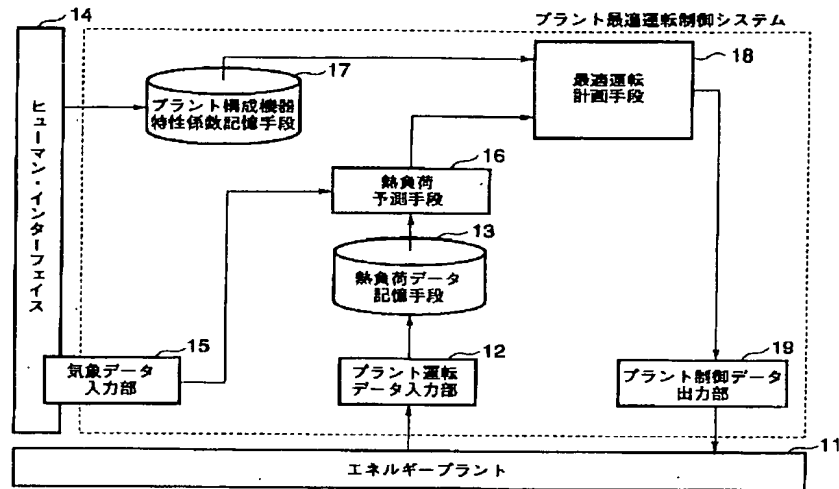 14
プラント最適運転制御システム
17
18
プラント構成機器
特性係数記憶手段
最適運転
計画手段
ヒューマン・インターフェイス
16
熱負荷
予測手段
13
熱負荷データ
記憶手段
15
気象データ
入力部
12
プラント運転
データ入力部
19
プラント制御データ
出力部
11
エネルギープラント